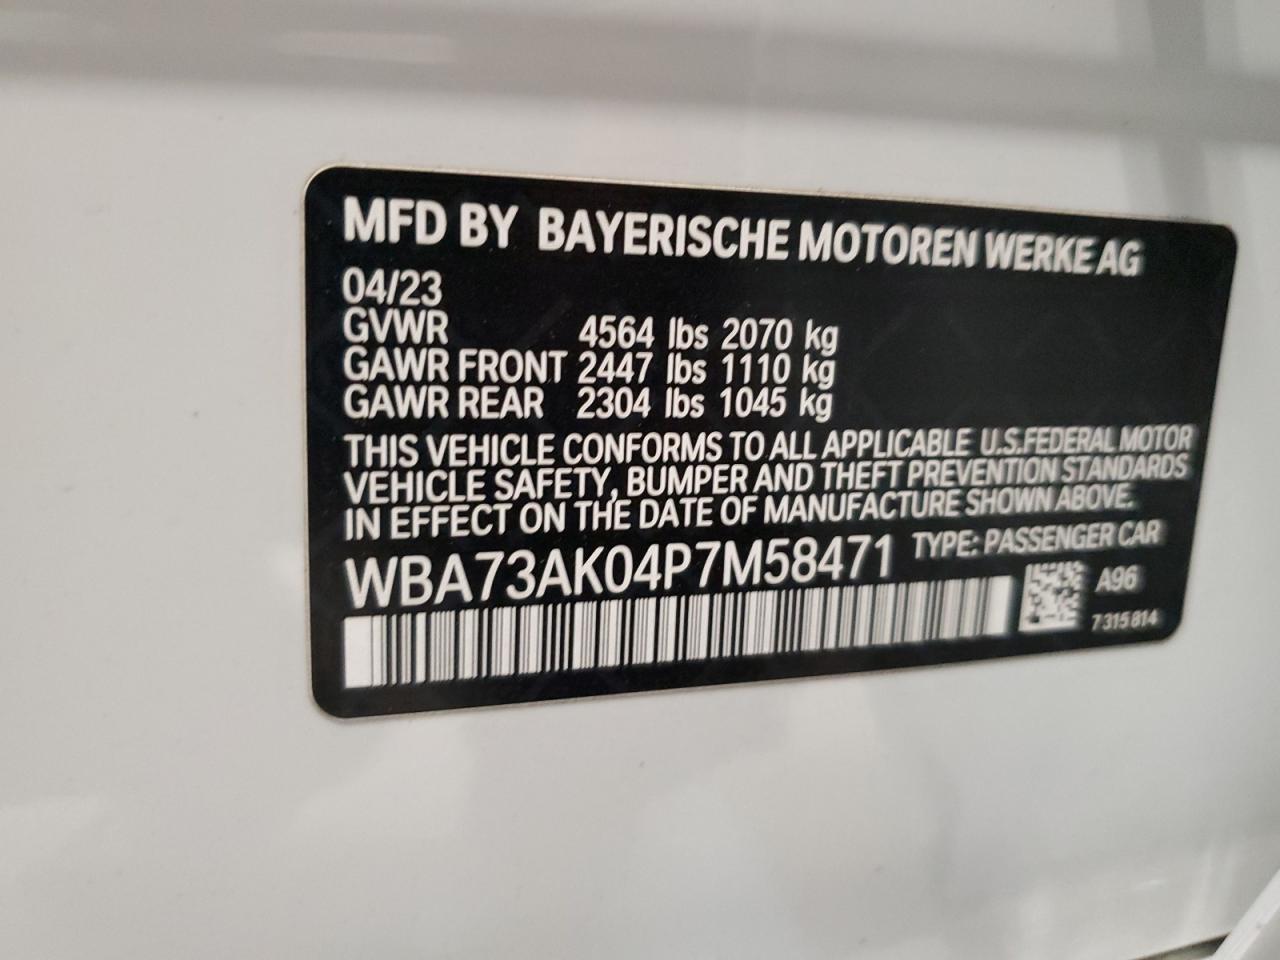 MFD BY BAYERISCHE MOTOREN WERKE AG
04/23
GVWR 4564 lbs 2070 kg
GAWR FRONT 2447 lbs 1110 kg
GAWR REAR 2304 lbs 1045 kg
THIS VEHICLE CONFORMS TO ALL APPLICABLE U.S.FEDERAL MOTOR
VEHICLE SAFETY, BUMPER AND THEFT PREVENTION STANDARDS
IN EFFECT ON THE DATE OF MANUFACTURE SHOWN ABOVE.
WBA73AK04P7M58471 TYPE: PASSENGER CAR
A96
7 315 814